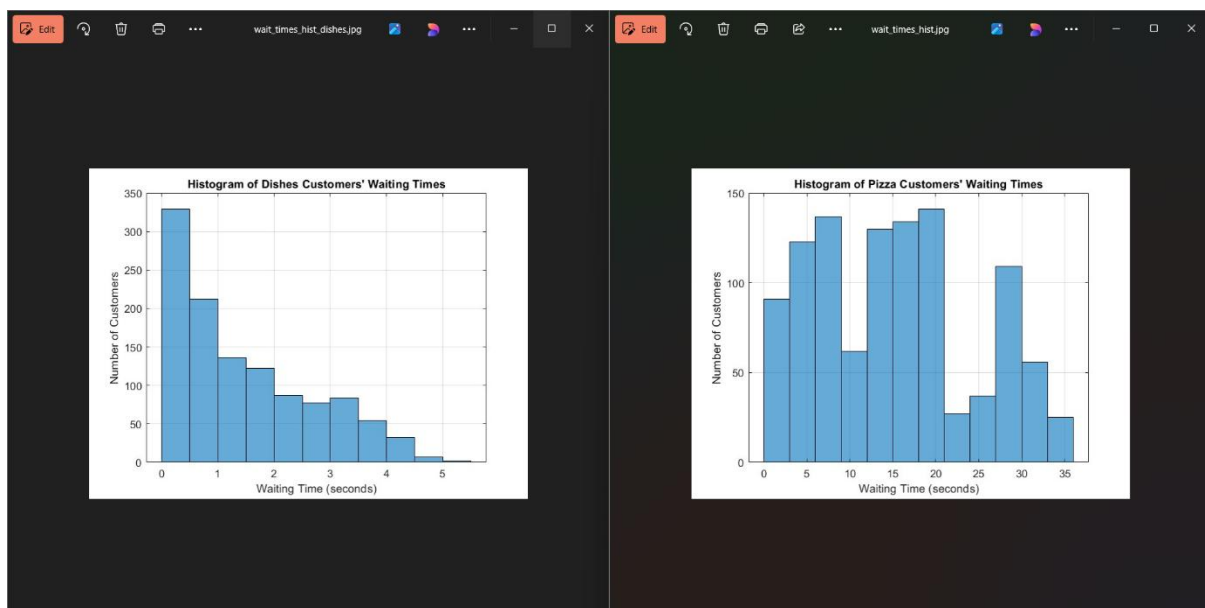 Edit
wait_times_hist_dishes.jpg
Histogram of Dishes Customers' Waiting Times
350
300
250
200
150
100
50
0
Number of Customers
0 1 2 3 4 5
Waiting Time (seconds)
Edit
wait_times_hist.jpg
Histogram of Pizza Customers' Waiting Times
150
100
50
0
Number of Customers
0 5 10 15 20 25 30 35
Waiting Time (seconds)